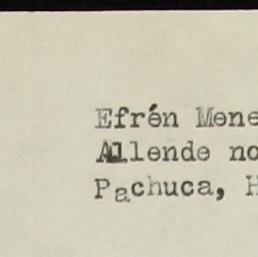 Efrén Mene
Allende no
Pachuca, H